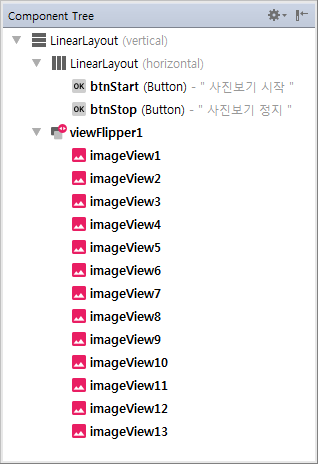 Component Tree
LinearLayout (vertical)
LinearLayout (horizontal)
OK btnStart (Button) - " 사진보기 시작 "
OK btnStop (Button) - " 사진보기 정지 "
viewFlipper1
imageView1
imageView2
imageView3
imageView4
imageView5
imageView6
imageView7
imageView8
imageView9
imageView10
imageView11
imageView12
imageView13